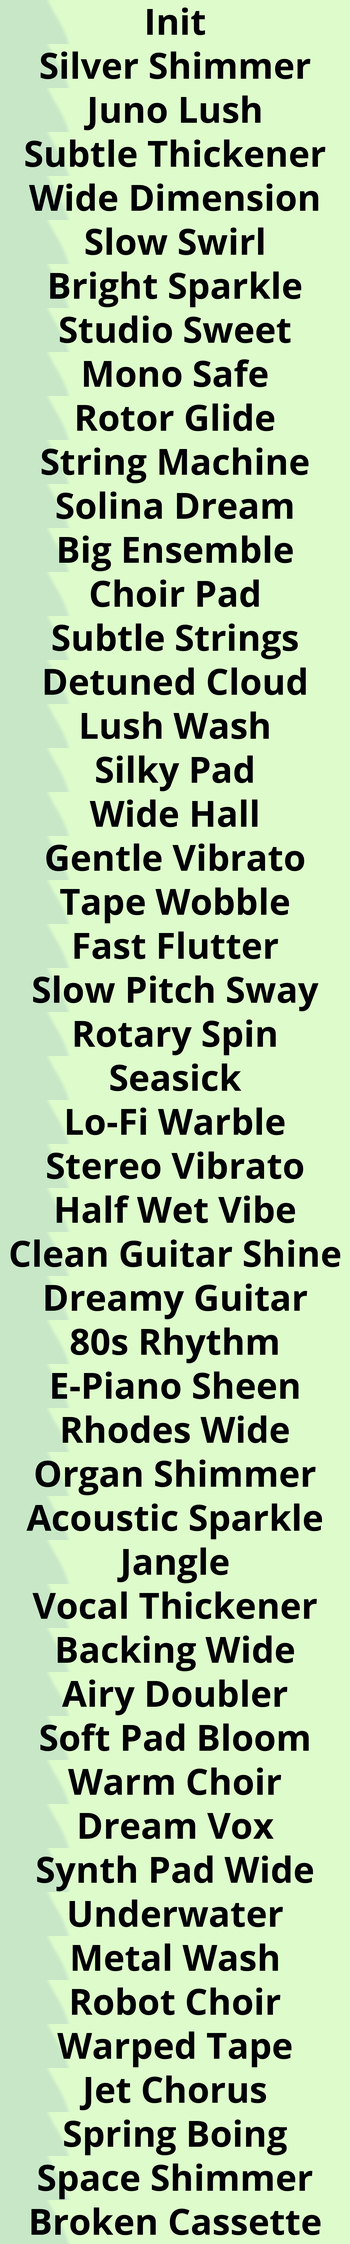 Init
Silver Shimmer
Juno Lush
Subtle Thickener
Wide Dimension
Slow Swirl
Bright Sparkle
Studio Sweet
Mono Safe
Rotor Glide
String Machine
Solina Dream
Big Ensemble
Choir Pad
Subtle Strings
Detuned Cloud
Lush Wash
Silky Pad
Wide Hall
Gentle Vibrato
Tape Wobble
Fast Flutter
Slow Pitch Sway
Rotary Spin
Seasick
Lo-Fi Warble
Stereo Vibrato
Half Wet Vibe
Clean Guitar Shine
Dreamy Guitar
80s Rhythm
E-Piano Sheen
Rhodes Wide
Organ Shimmer
Acoustic Sparkle
Jangle
Vocal Thickener
Backing Wide
Airy Doubler
Soft Pad Bloom
Warm Choir
Dream Vox
Synth Pad Wide
Underwater
Metal Wash
Robot Choir
Warped Tape
Jet Chorus
Spring Boing
Space Shimmer
Broken Cassette